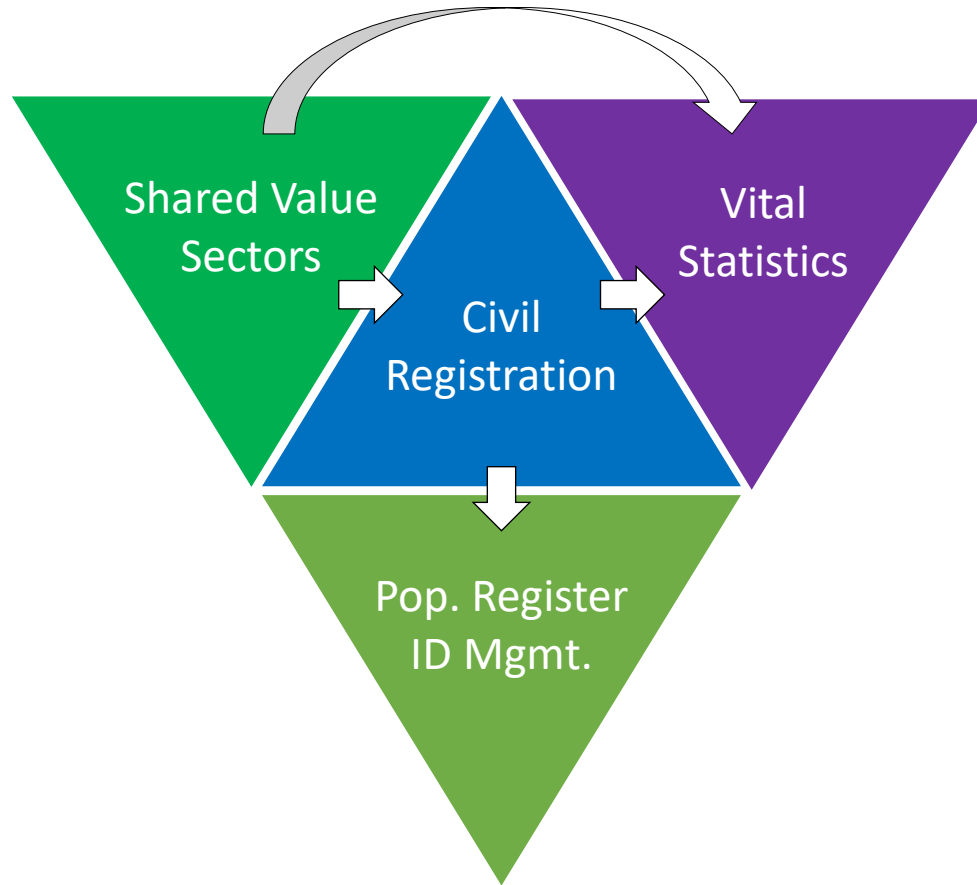 Shared Value
Sectors
Vital
Statistics
Civil
Registration
Pop. Register
ID Mgmt.